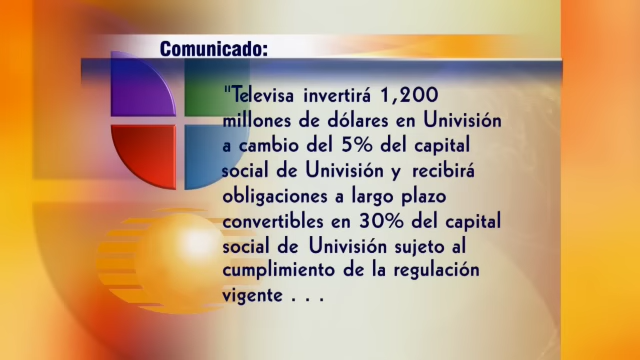 Comunicado:
"Televisa invertirá 1,200
millones de dólares en Univisión
a cambio del 5% del capital
social de Univisión y recibirá
obligaciones a largo plazo
convertibles en 30% del capital
social de Univisión sujeto al
cumplimiento de la regulación
vigente . . .